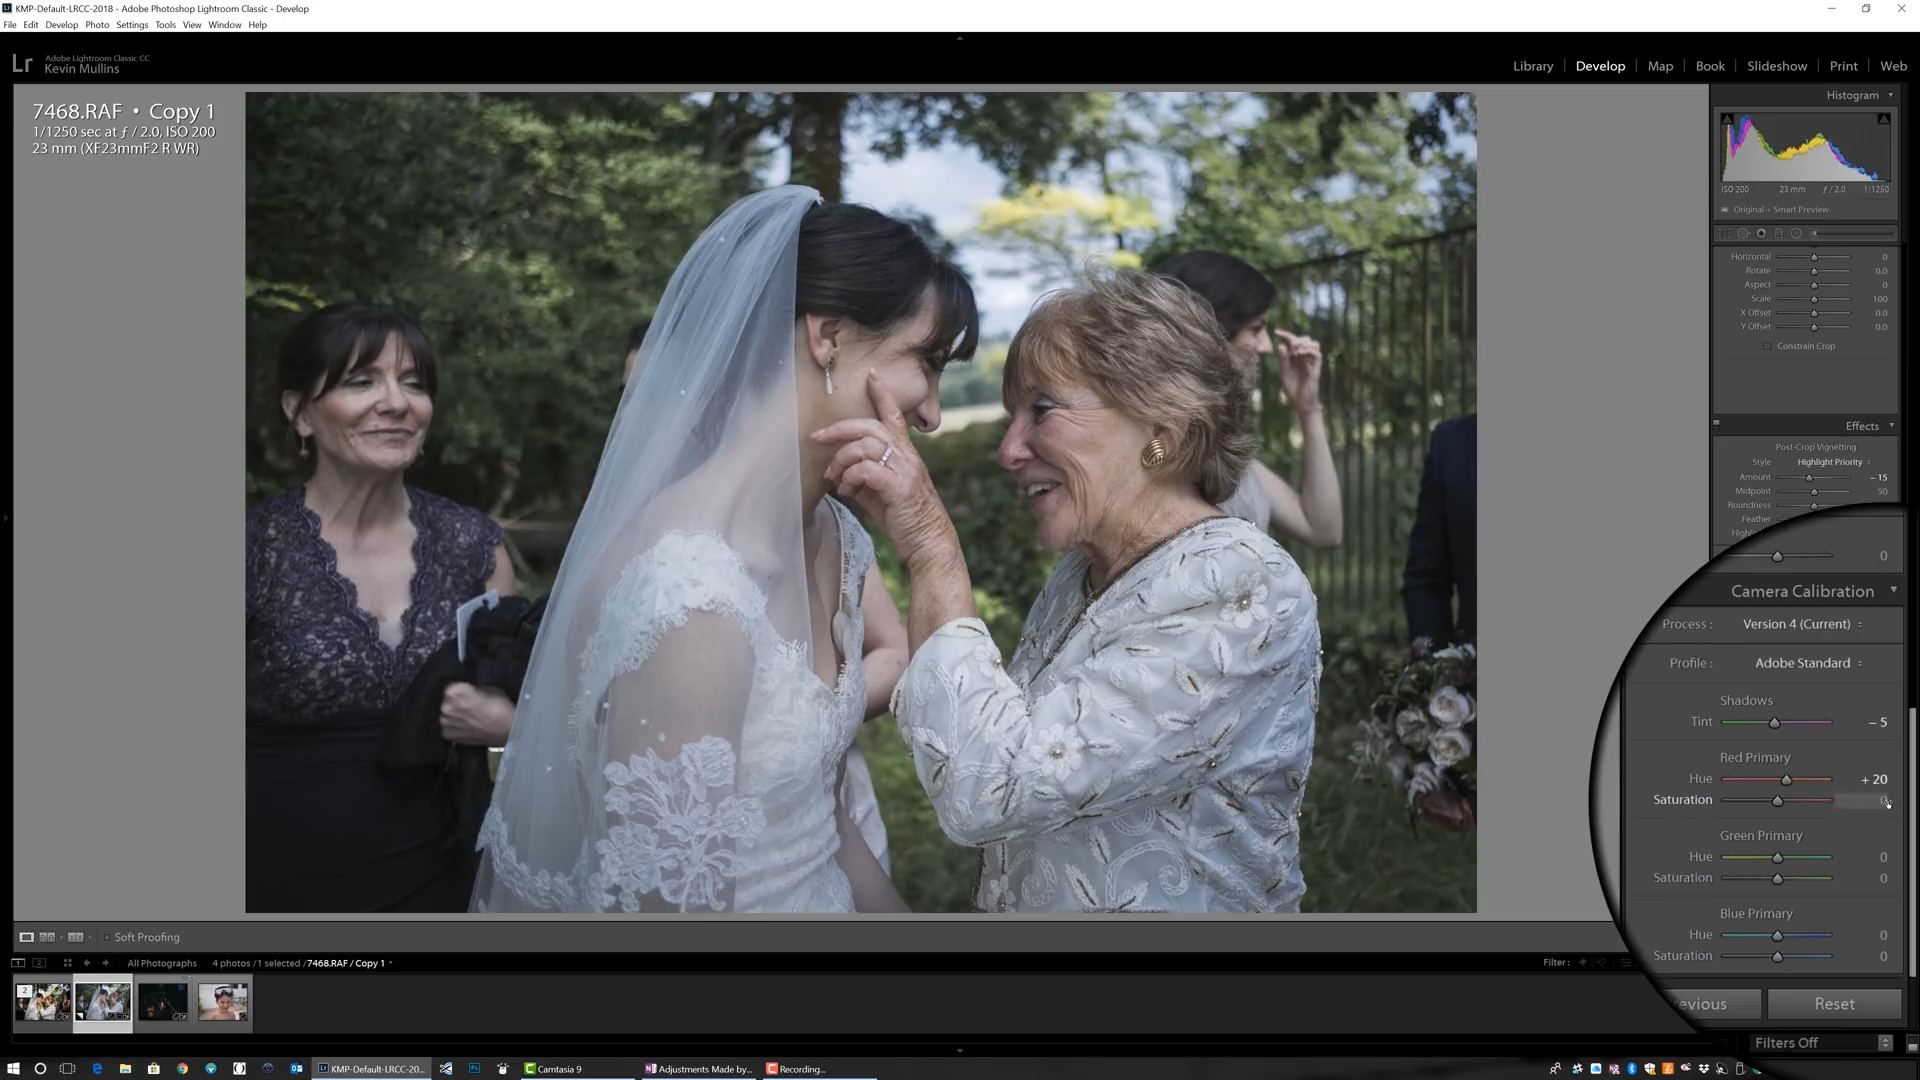 KMP-Default-LRCC-2018 - Adobe Photoshop Lightroom Classic - Develop
File Edit Develop Photo Settings Tools View Window Help
Lr
Adobe Lightroom Classic CC
Kevin Mullins
Library | Develop | Map | Book | Slideshow | Print | Web
7468.RAF • Copy 1
1/1250 sec at ƒ / 2.0, ISO 200
23 mm (XF23mmF2 R WR)
Histogram
ISO 200 23 mm ƒ / 2.0 1/1250
Original + Smart Preview
Horizontal 0
Rotate 0.0
Aspect 0
Scale 100
X Offset 0.0
Y Offset 0.0
Constrain Crop
Effects
Post-Crop Vignetting
Style Highlight Priority
Amount – 15
Midpoint 50
Roundness
Feather
0
Camera Calibration
Process : Version 4 (Current)
Profile : Adobe Standard
Shadows
Tint – 5
Red Primary
Hue + 20
Saturation 0
Green Primary
Hue 0
Saturation 0
Blue Primary
Hue 0
Saturation 0
Reset
Soft Proofing
1 2 All Photographs 4 photos /1 selected /7468.RAF / Copy 1
Filter :
2
Filters Off
KMP-Default-LRCC-20...
Camtasia 9
Adjustments Made by...
Recording...